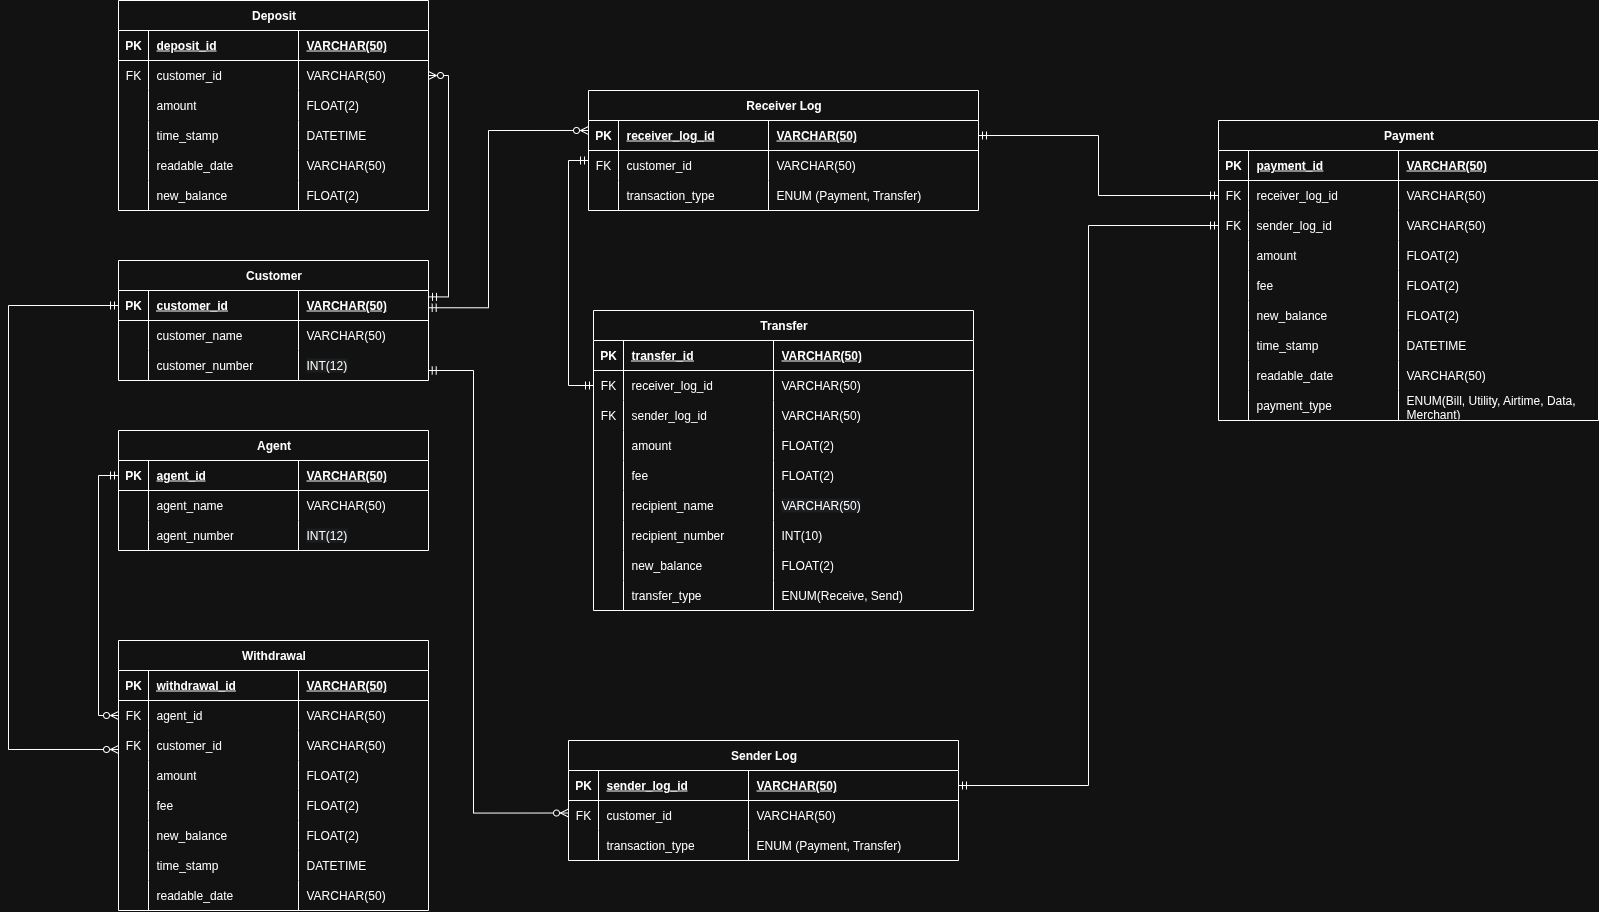 Deposit
PK deposit_id VARCHAR(50)
FK customer_id VARCHAR(50)
amount FLOAT(2)
time_stamp DATETIME
readable_date VARCHAR(50)
new_balance FLOAT(2)
Customer
PK customer_id VARCHAR(50)
customer_name VARCHAR(50)
customer_number INT(12)
Agent
PK agent_id VARCHAR(50)
agent_name VARCHAR(50)
agent_number INT(12)
Withdrawal
PK withdrawal_id VARCHAR(50)
FK agent_id VARCHAR(50)
FK customer_id VARCHAR(50)
amount FLOAT(2)
fee FLOAT(2)
new_balance FLOAT(2)
time_stamp DATETIME
readable_date VARCHAR(50)
Receiver Log
PK receiver_log_id VARCHAR(50)
FK customer_id VARCHAR(50)
transaction_type ENUM (Payment, Transfer)
Transfer
PK transfer_id VARCHAR(50)
FK receiver_log_id VARCHAR(50)
FK sender_log_id VARCHAR(50)
amount FLOAT(2)
fee FLOAT(2)
recipient_name VARCHAR(50)
recipient_number INT(10)
new_balance FLOAT(2)
transfer_type ENUM(Receive, Send)
Sender Log
PK sender_log_id VARCHAR(50)
FK customer_id VARCHAR(50)
transaction_type ENUM (Payment, Transfer)
Payment
PK payment_id VARCHAR(50)
FK receiver_log_id VARCHAR(50)
FK sender_log_id VARCHAR(50)
amount FLOAT(2)
fee FLOAT(2)
new_balance FLOAT(2)
time_stamp DATETIME
readable_date VARCHAR(50)
payment_type ENUM(Bill, Utility, Airtime, Data,
Merchant)